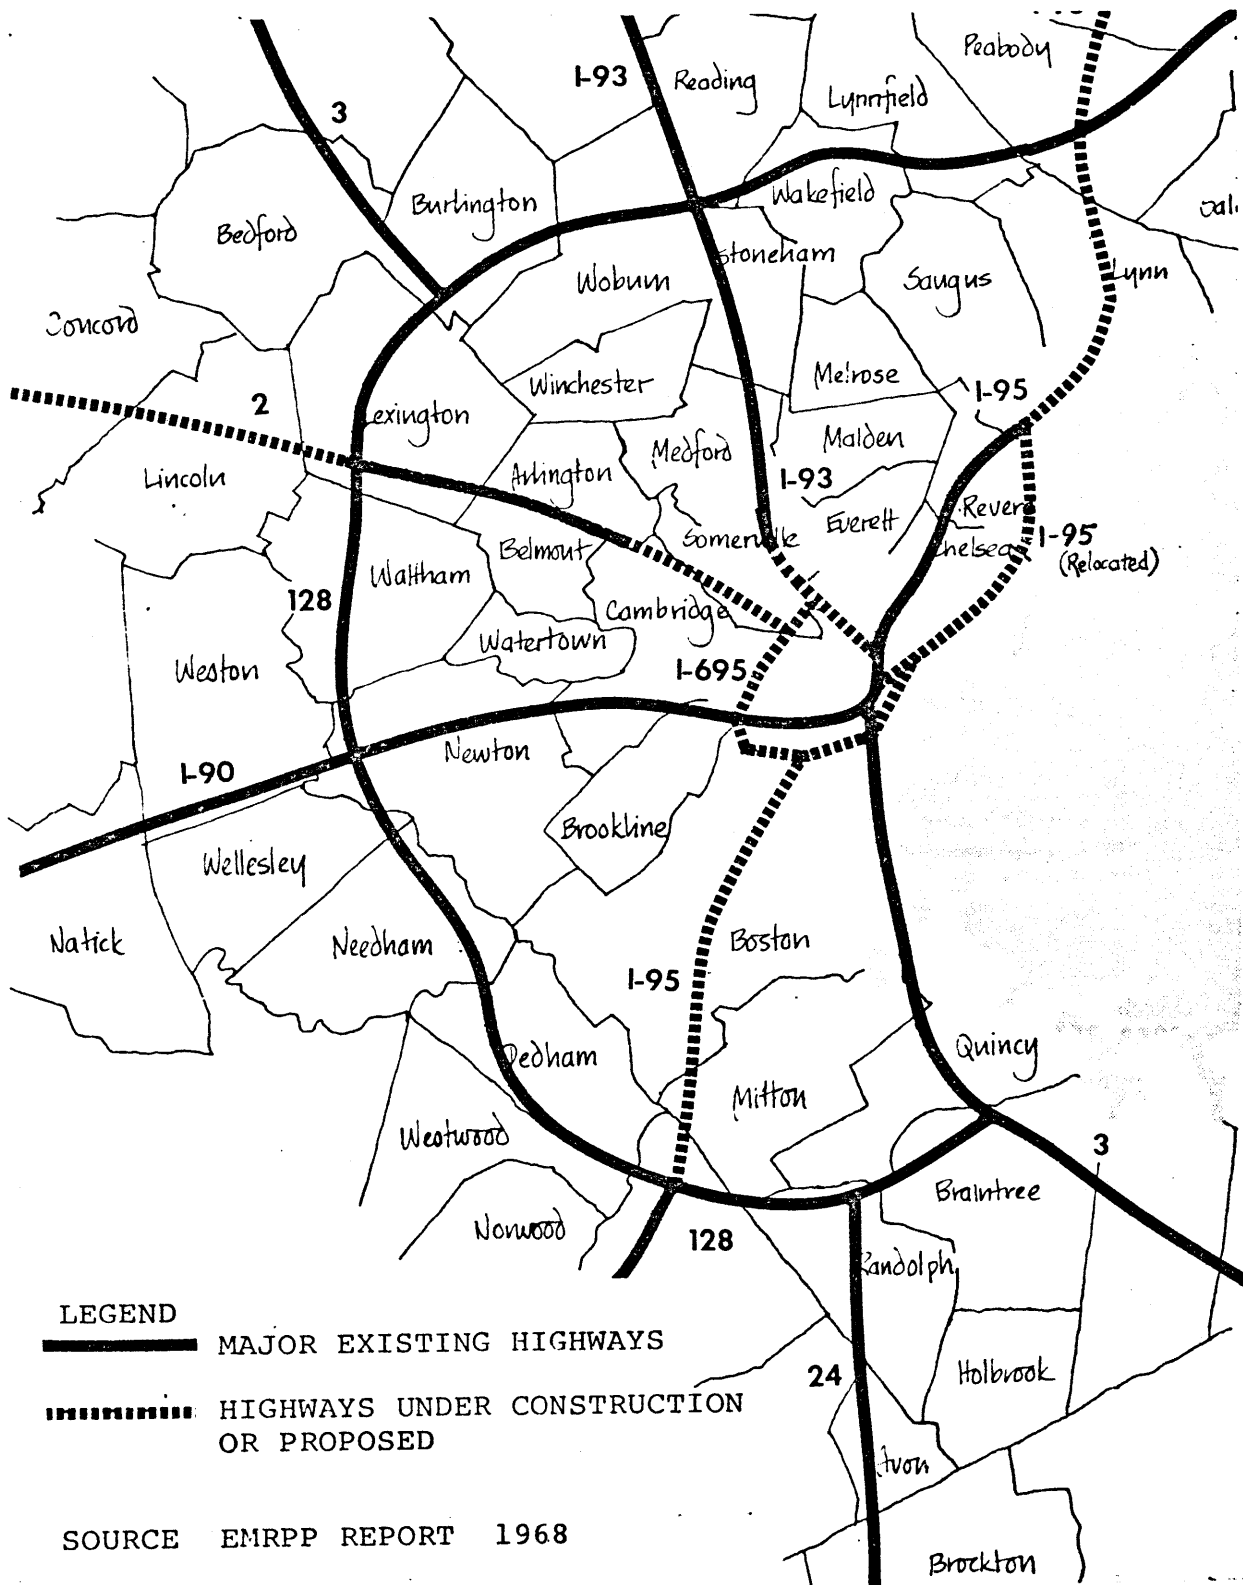 Peabody
I-93
Reading
Lynnfield
3
Burlington
Wakefield
Bedford
Stoneham
Woburn
Saugus
Lynn
Concord
Winchester
Melrose
I-95
2
Lexington
Medford
Malden
Lincoln
Arlington
I-93
Revere
Everett
Somerville
I-95
(Relocated)
Belmont
Chelsea
Waltham
128
Cambridge
Watertown
Weston
I-695
Newton
I-90
Brookline
Wellesley
Natick
Needham
Boston
I-95
Quincy
Dedham
Milton
Westwood
3
Braintree
Norwood
128
Randolph
LEGEND
MAJOR EXISTING HIGHWAYS
24
Holbrook
HIGHWAYS UNDER CONSTRUCTION
OR PROPOSED
Avon
SOURCE EMRPP REPORT 1968
Brockton